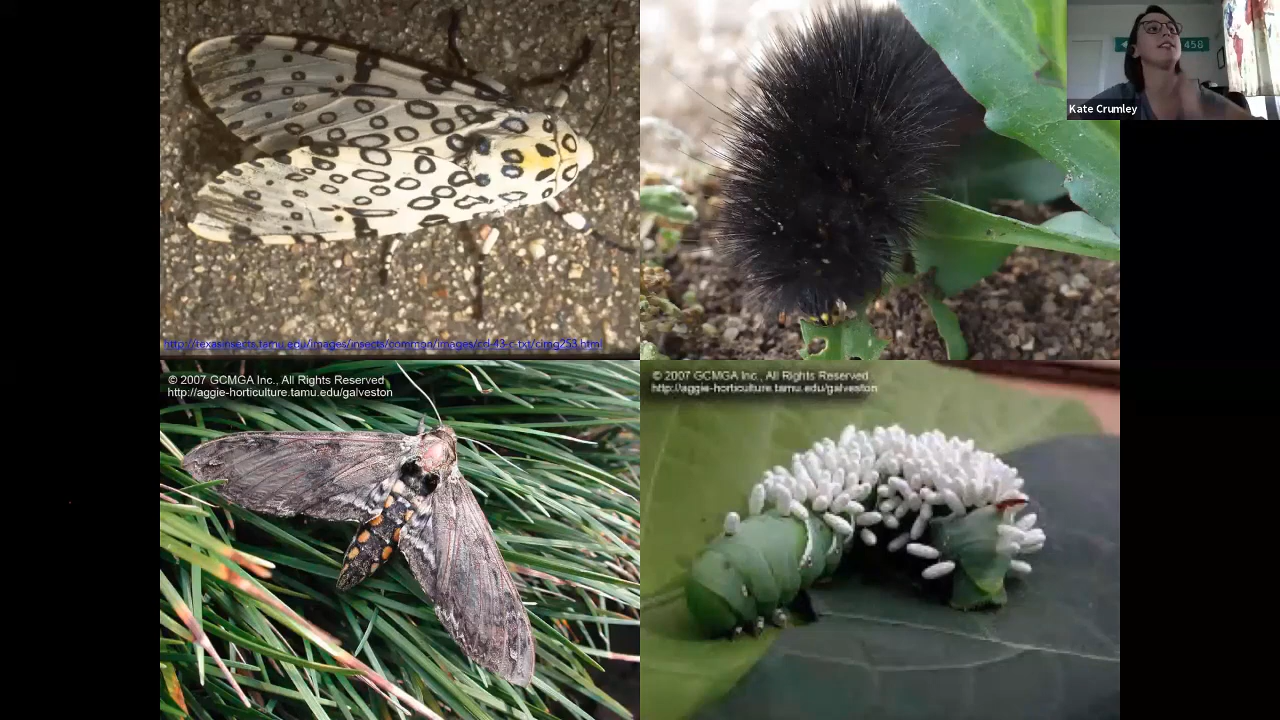 458
Kate Crumley
http://texasinsects.tamu.edu/images/insects/common/images/cd-43-c-txt/cimg253.html
© 2007 GCMGA Inc., All Rights Reserved
http://aggie-horticulture.tamu.edu/galveston
© 2007 GCMGA Inc., All Rights Reserved
http://aggie-horticulture.tamu.edu/galveston